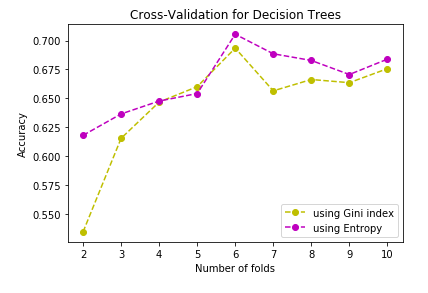 Cross-Validation for Decision Trees
Accuracy
0.700
0.675
0.650
0.625
0.600
0.575
0.550
using Gini index
using Entropy
2 3 4 5 6 7 8 9 10
Number of folds